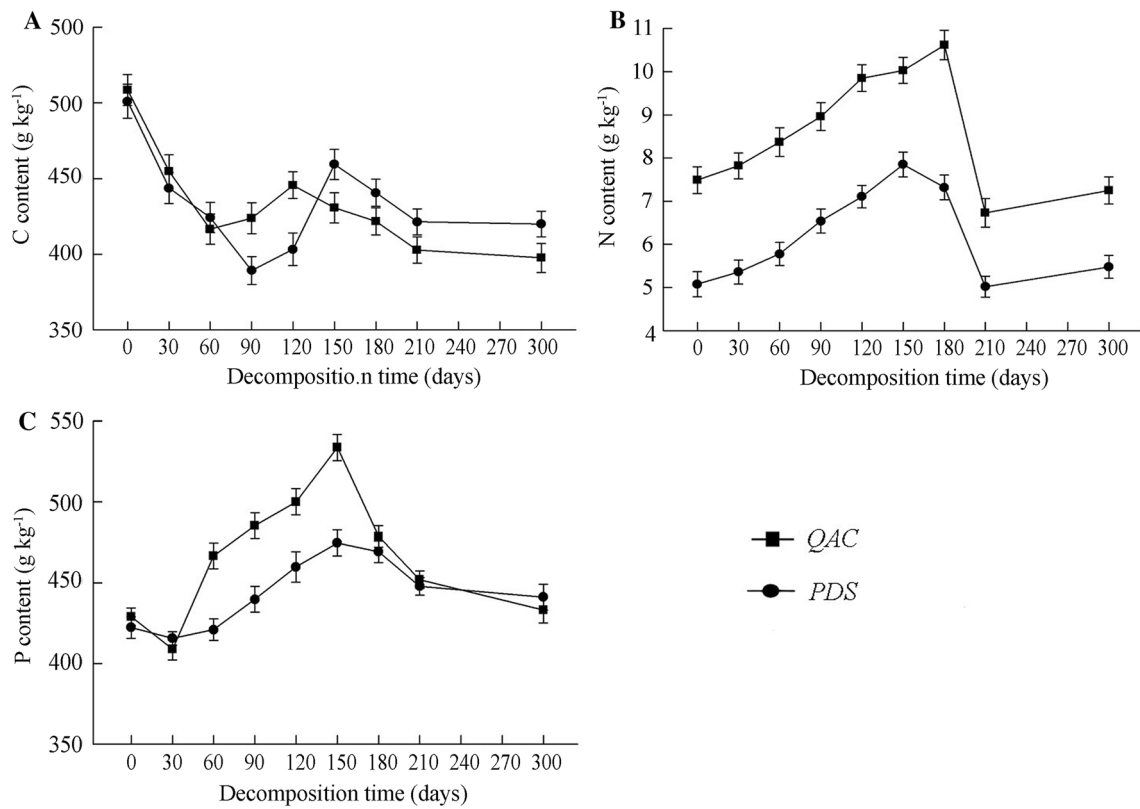 A
500
450
400
350
C content (g kg-1)
0 30 60 90 120 150 180 210 240 270 300
Decompositio.n time (days)
B
11
10
9
8
7
6
5
4
N content (g kg-1)
0 30 60 90 120 150 180 210 240 270 300
Decomposition time (days)
C
550
500
450
400
350
P content (g kg-1)
0 30 60 90 120 150 180 210 240 270 300
Decomposition time (days)
QAC
PDS